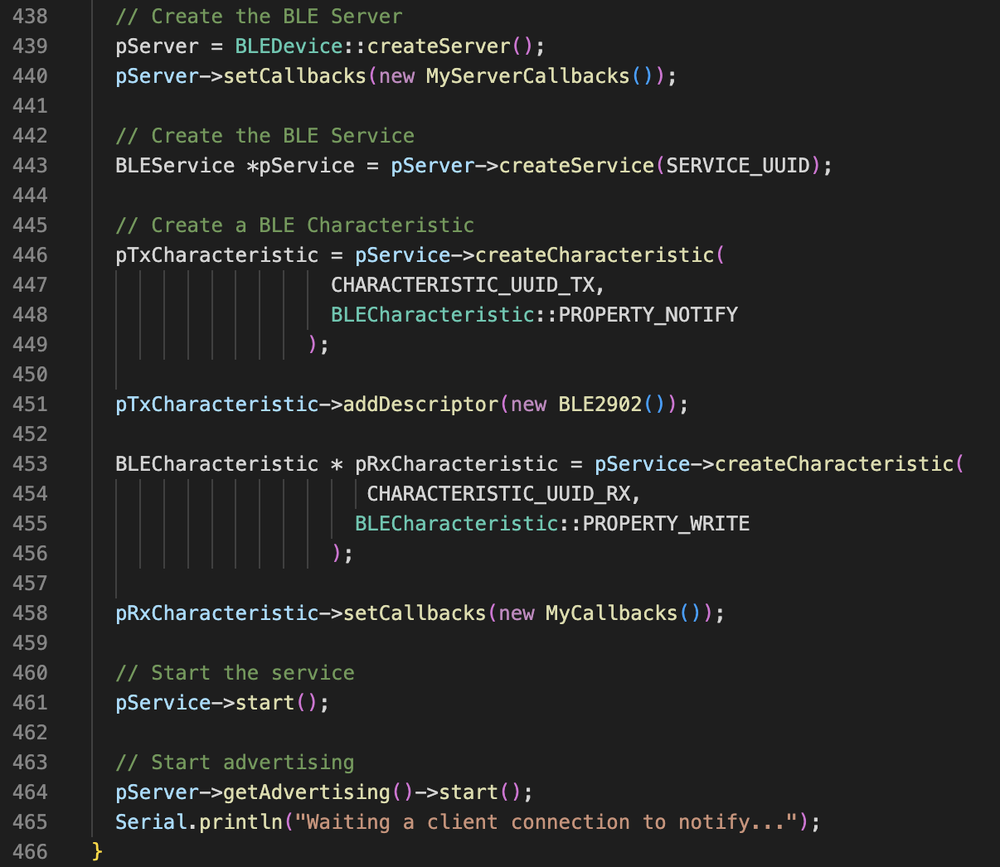 438 // Create the BLE Server
439 pServer = BLEDevice::createServer();
440 pServer->setCallbacks(new MyServerCallbacks());
441
442 // Create the BLE Service
443 BLEService *pService = pServer->createService(SERVICE_UUID);
444
445 // Create a BLE Characteristic
446 pTxCharacteristic = pService->createCharacteristic(
447 CHARACTERISTIC_UUID_TX,
448 BLECharacteristic::PROPERTY_NOTIFY
449 );
450
451 pTxCharacteristic->addDescriptor(new BLE2902());
452
453 BLECharacteristic * pRxCharacteristic = pService->createCharacteristic(
454 CHARACTERISTIC_UUID_RX,
455 BLECharacteristic::PROPERTY_WRITE
456 );
457
458 pRxCharacteristic->setCallbacks(new MyCallbacks());
459
460 // Start the service
461 pService->start();
462
463 // Start advertising
464 pServer->getAdvertising()->start();
465 Serial.println("Waiting a client connection to notify...");
466 }